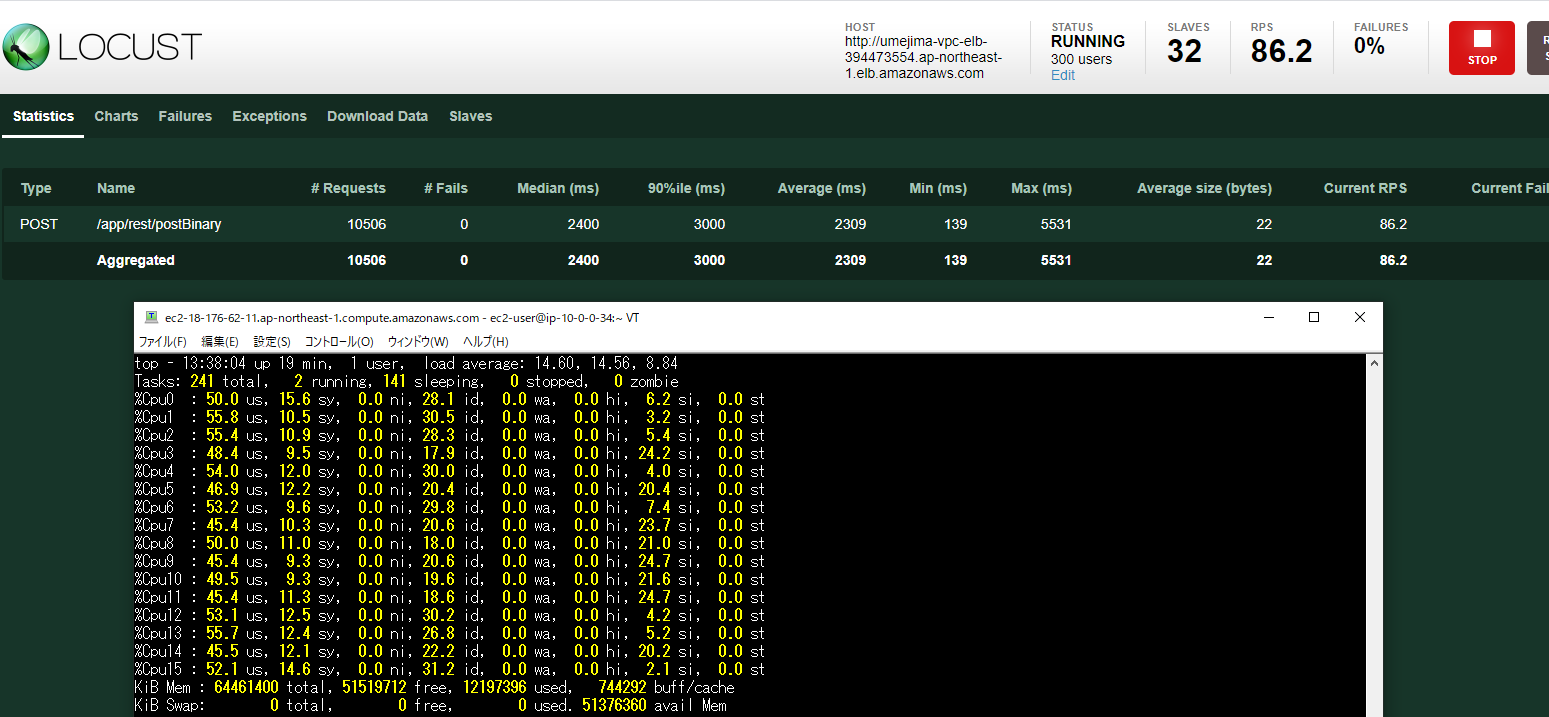 LOCUST
HOST
http://umejima-vpc-elb-
394473554.ap-northeast-
1.elb.amazonaws.com
STATUS
RUNNING
300 users
Edit
SLAVES
32
RPS
86.2
FAILURES
0%
STOP
Statistics Charts Failures Exceptions Download Data Slaves
Type Name # Requests # Fails Median (ms) 90%ile (ms) Average (ms) Min (ms) Max (ms) Average size (bytes) Current RPS Current Fail
POST /app/rest/postBinary 10506 0 2400 3000 2309 139 5531 22 86.2
Aggregated 10506 0 2400 3000 2309 139 5531 22 86.2
ec2-18-176-62-11.ap-northeast-1.compute.amazonaws.com - ec2-user@ip-10-0-0-34:~ VT
ファイル(F) 編集(E) 設定(S) コントロール(O) ウィンドウ(W) ヘルプ(H)
top - 13:38:04 up 19 min,  1 user,  load average: 14.60, 14.56, 8.84
Tasks: 241 total,   2 running, 141 sleeping,   0 stopped,   0 zombie
%Cpu0  : 50.0 us, 15.6 sy,  0.0 ni, 28.1 id,  0.0 wa,  0.0 hi,  6.2 si,  0.0 st
%Cpu1  : 55.8 us, 10.5 sy,  0.0 ni, 30.5 id,  0.0 wa,  0.0 hi,  3.2 si,  0.0 st
%Cpu2  : 55.4 us, 10.9 sy,  0.0 ni, 28.3 id,  0.0 wa,  0.0 hi,  5.4 si,  0.0 st
%Cpu3  : 48.4 us,  9.5 sy,  0.0 ni, 17.9 id,  0.0 wa,  0.0 hi, 24.2 si,  0.0 st
%Cpu4  : 54.0 us, 12.0 sy,  0.0 ni, 30.0 id,  0.0 wa,  0.0 hi,  4.0 si,  0.0 st
%Cpu5  : 46.9 us, 12.2 sy,  0.0 ni, 20.4 id,  0.0 wa,  0.0 hi, 20.4 si,  0.0 st
%Cpu6  : 53.2 us,  9.6 sy,  0.0 ni, 29.8 id,  0.0 wa,  0.0 hi,  7.4 si,  0.0 st
%Cpu7  : 45.4 us, 10.3 sy,  0.0 ni, 20.6 id,  0.0 wa,  0.0 hi, 23.7 si,  0.0 st
%Cpu8  : 50.0 us, 11.0 sy,  0.0 ni, 18.0 id,  0.0 wa,  0.0 hi, 21.0 si,  0.0 st
%Cpu9  : 45.4 us,  9.3 sy,  0.0 ni, 20.6 id,  0.0 wa,  0.0 hi, 24.7 si,  0.0 st
%Cpu10 : 49.5 us,  9.3 sy,  0.0 ni, 19.6 id,  0.0 wa,  0.0 hi, 21.6 si,  0.0 st
%Cpu11 : 45.4 us, 11.3 sy,  0.0 ni, 18.6 id,  0.0 wa,  0.0 hi, 24.7 si,  0.0 st
%Cpu12 : 53.1 us, 12.5 sy,  0.0 ni, 30.2 id,  0.0 wa,  0.0 hi,  4.2 si,  0.0 st
%Cpu13 : 55.7 us, 12.4 sy,  0.0 ni, 26.8 id,  0.0 wa,  0.0 hi,  5.2 si,  0.0 st
%Cpu14 : 45.5 us, 12.1 sy,  0.0 ni, 22.2 id,  0.0 wa,  0.0 hi, 20.2 si,  0.0 st
%Cpu15 : 52.1 us, 14.6 sy,  0.0 ni, 31.2 id,  0.0 wa,  0.0 hi,  2.1 si,  0.0 st
KiB Mem : 64461400 total, 51519712 free, 12197396 used,   744292 buff/cache
KiB Swap:        0 total,        0 free,        0 used. 51376360 avail Mem